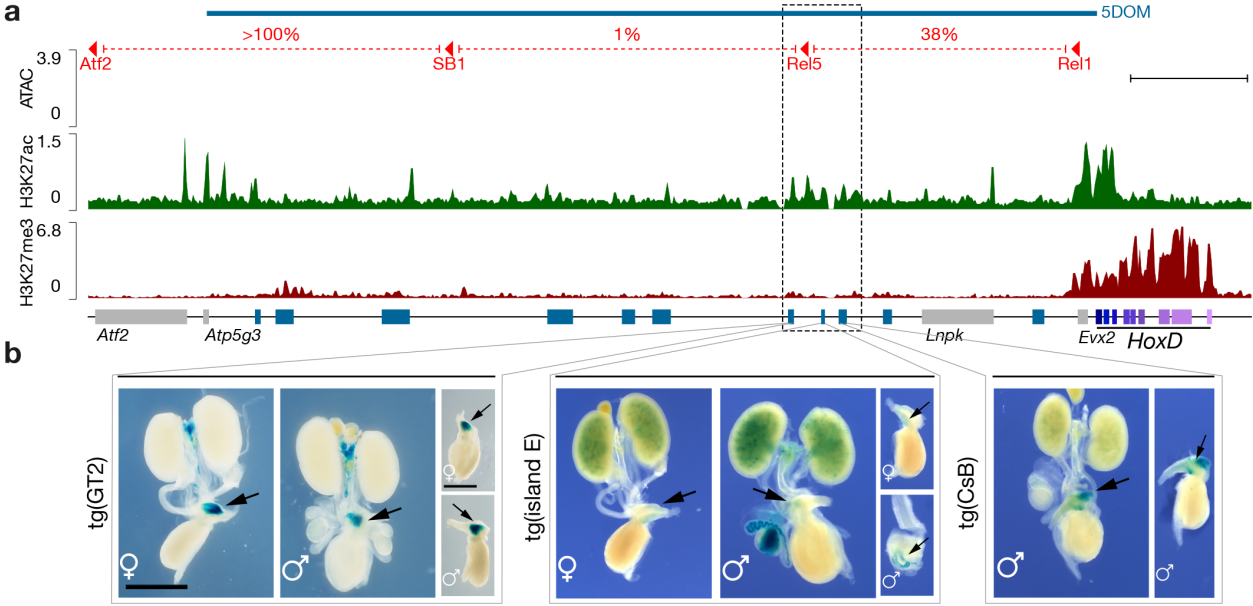 a
5DOM
>100%
1%
38%
Atf2
SB1
Rel5
Rel1
ATAC
3.9
0
H3K27ac
1.5
0
H3K27me3
6.8
0
Atf2
Atp5g3
Lnpk
Evx2
HoxD
b
tg(GT2)
♀
♂
♀
♂
tg(island E)
♀
♂
♀
♂
tg(CsB)
♂
♂